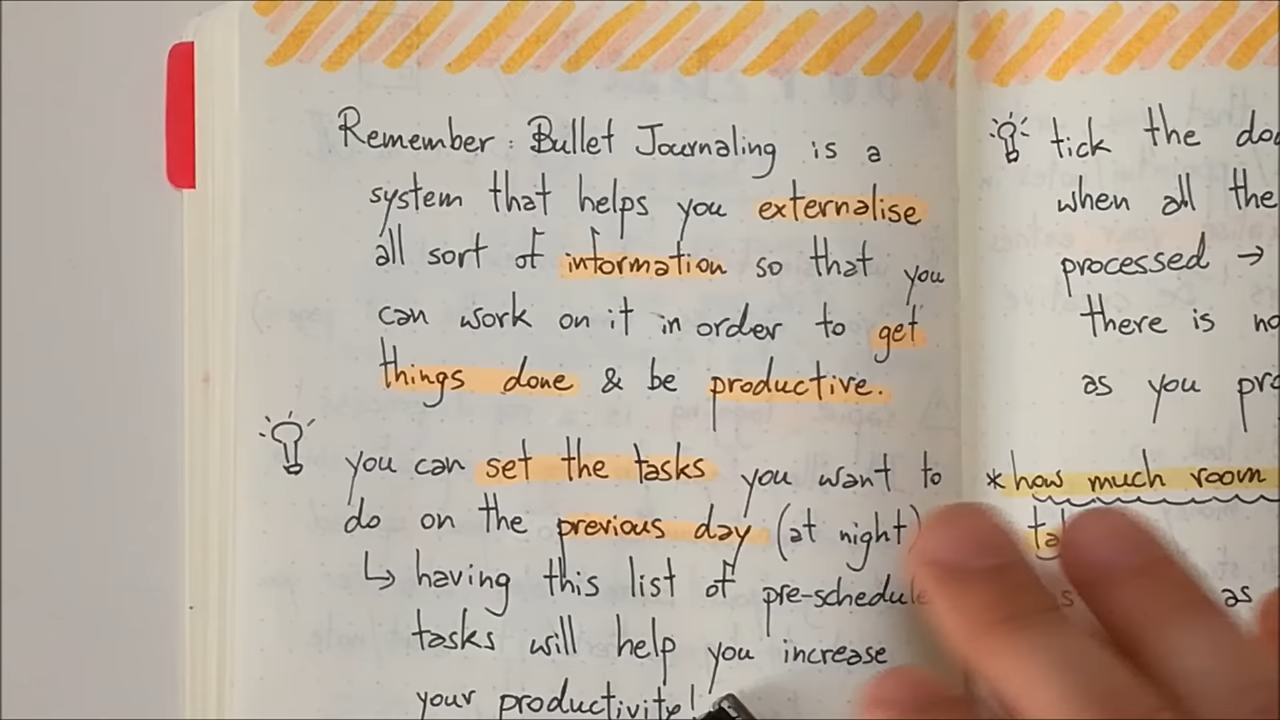 Remember: Bullet Journaling is a
system that helps you externalise
all sort of information so that you
can work on it in order to get
things done & be productive.
you can set the tasks you want to
do on the previous day (at night)
↳ having this list of pre-schedule
tasks will help you increase
your productivity!
tick the
when all the
processed →
there is
as you
*how much room
as